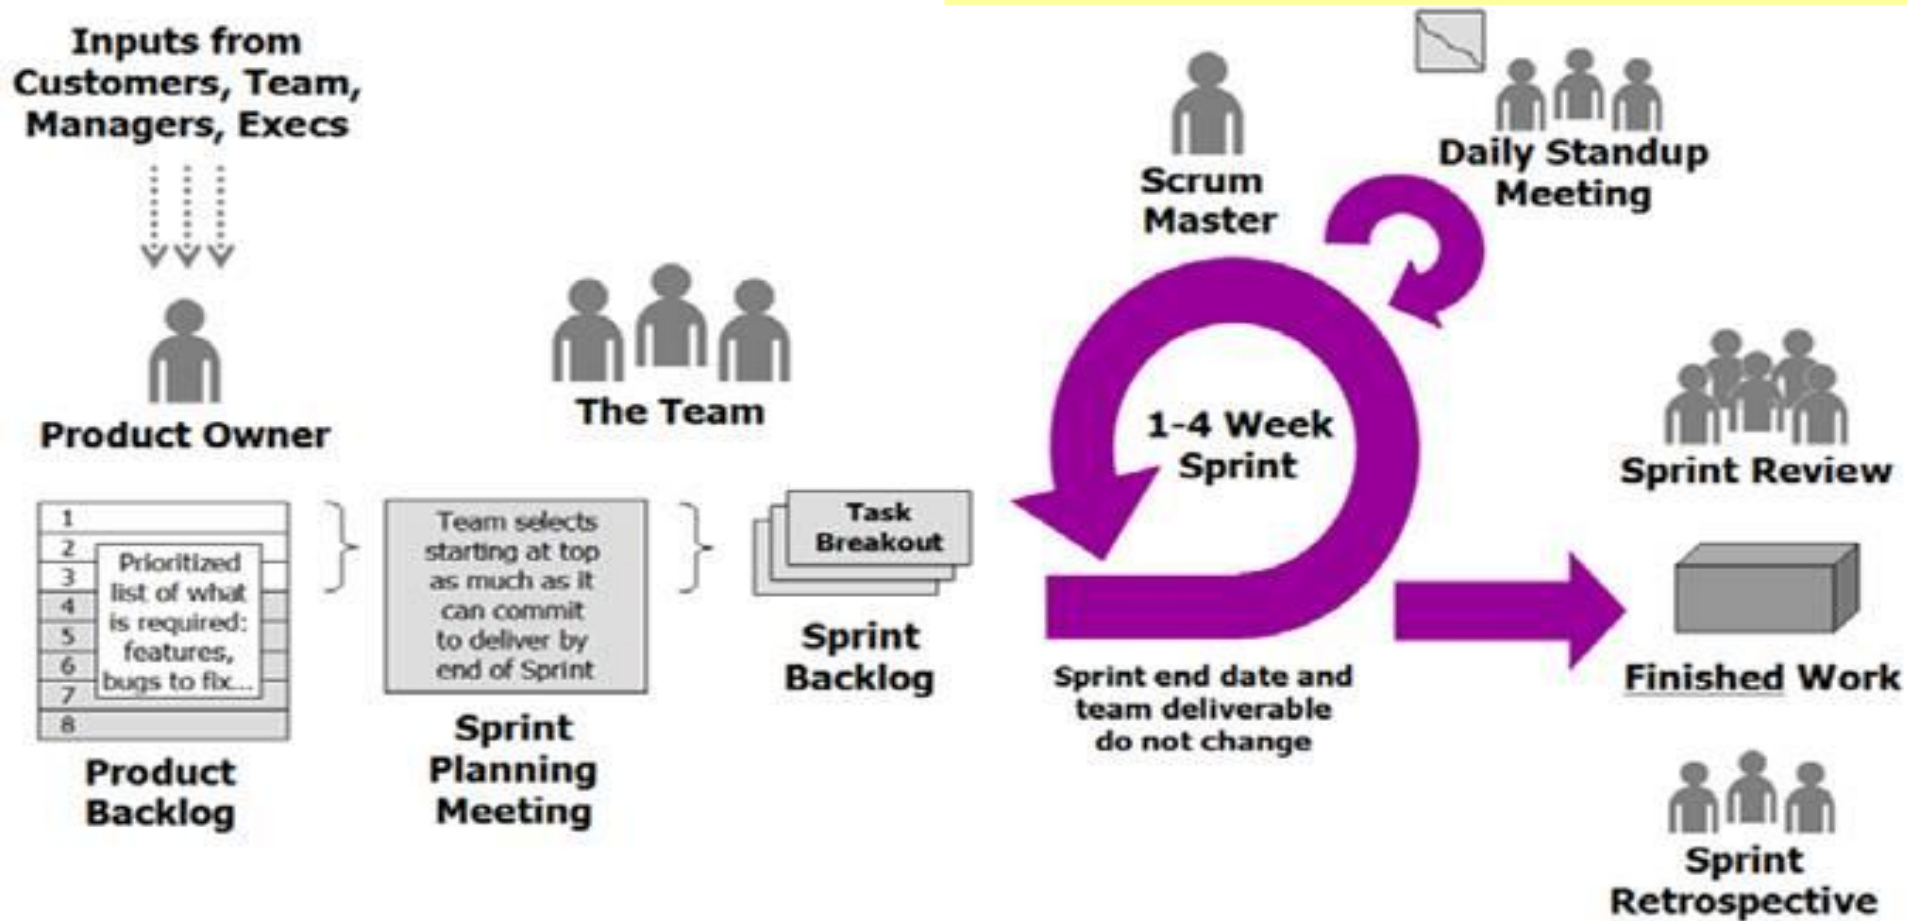 Inputs from
Customers, Team,
Managers, Execs
Product Owner
The Team
Scrum
Master
Daily Standup
Meeting
1
2
3
4
5
6
7
8
Prioritized
list of what
is required:
features,
bugs to fix...
Product
Backlog
Team selects
starting at top
as much as it
can commit
to deliver by
end of Sprint
Sprint
Planning
Meeting
Task
Breakout
Sprint
Backlog
1-4 Week
Sprint
Sprint end date and
team deliverable
do not change
Sprint Review
Finished Work
Sprint
Retrospective